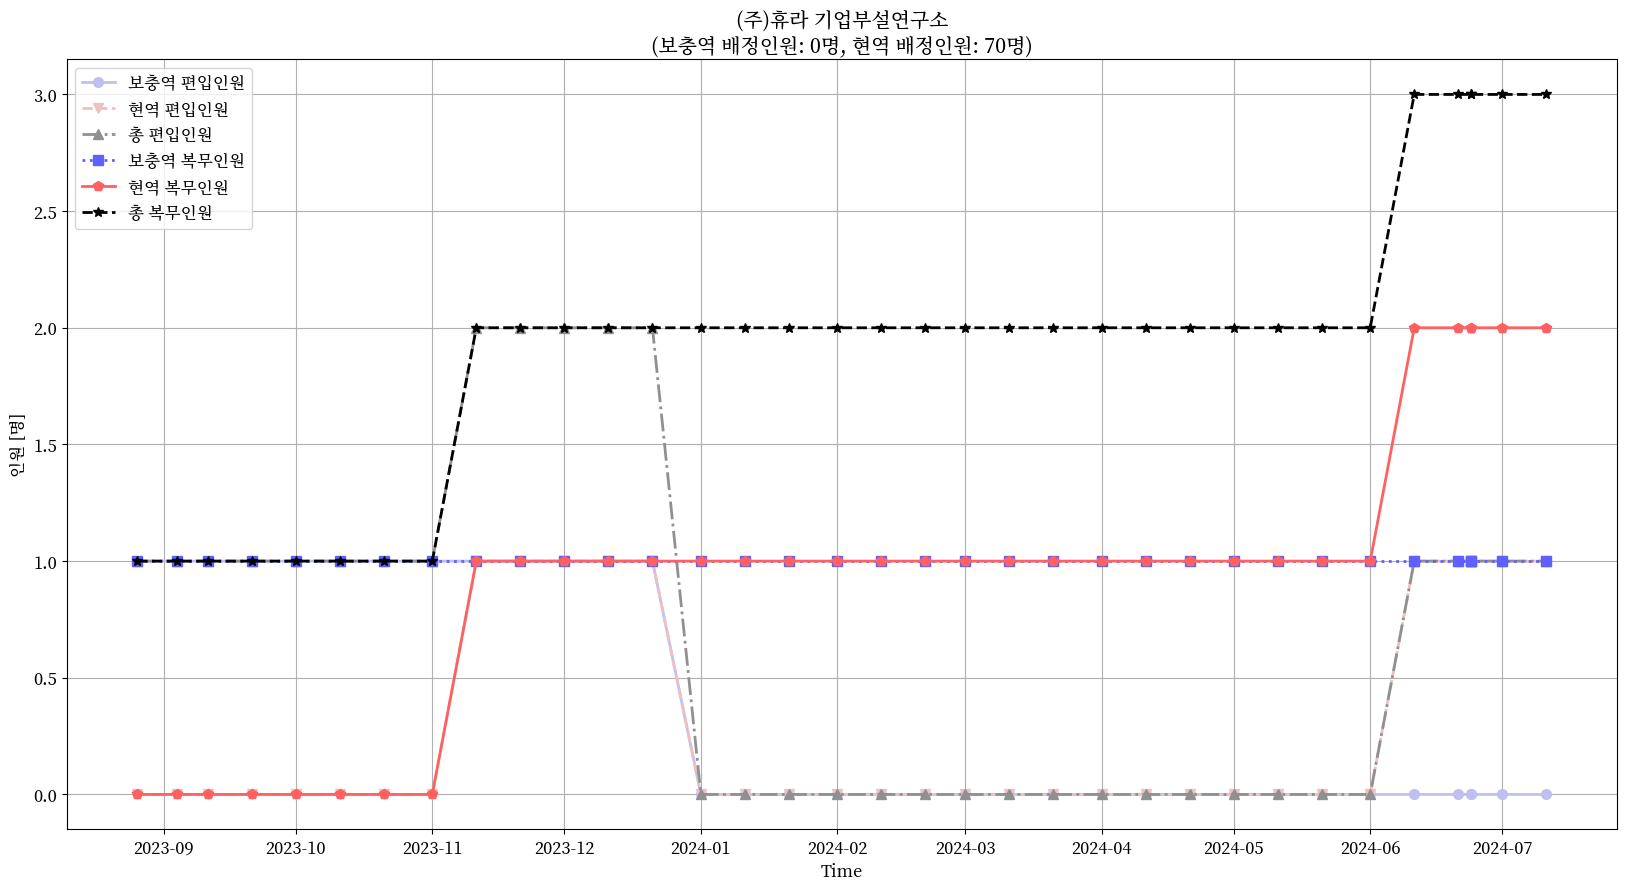 (주)휴라 기업부설연구소
(보충역 배정인원: 0명, 현역 배정인원: 70명)
보충역 편입인원
현역 편입인원
총 편입인원
보충역 복무인원
현역 복무인원
총 복무인원
3.0
2.5
2.0
1.5
1.0
0.5
0.0
인원 [명]
2023-09 2023-10 2023-11 2023-12 2024-01 2024-02 2024-03 2024-04 2024-05 2024-06 2024-07
Time